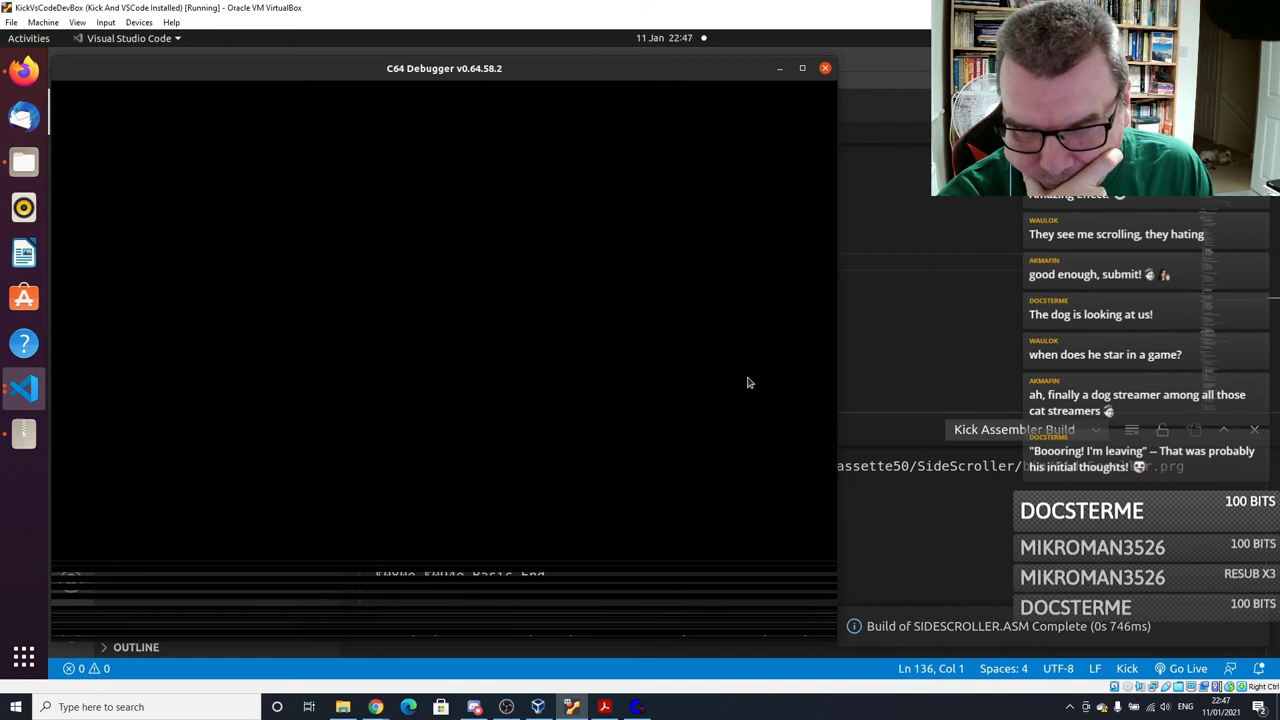 KickVsCodeDevBox (Kick And VSCode Installed) [Running] - Oracle VM VirtualBox
File Machine View Input Devices Help
Activities Visual Studio Code 11 Jan 22:47
C64 Debugger v0.64.58.2
WAULOK
They see me scrolling, they hating
AKMAFIN
good enough, submit!
DOCSTERME
The dog is looking at us!
WAULOK
when does he star in a game?
AKMAFIN
ah, finally a dog streamer among all those
cat streamers
Kick Assembler Build
DOCSTERME
"Boooring! I'm leaving" -- That was probably
his initial thoughts!
DOCSTERME 100 BITS
MIKROMAN3526 100 BITS
MIKROMAN3526 RESUB X3
DOCSTERME 100 BITS
Build of SIDESCROLLER.ASM Complete (0s 746ms)
OUTLINE
0 0 Ln 136, Col 1 Spaces: 4 UTF-8 LF Kick Go Live
Right Ctrl
Type here to search
ENG
22:47
11/01/2021